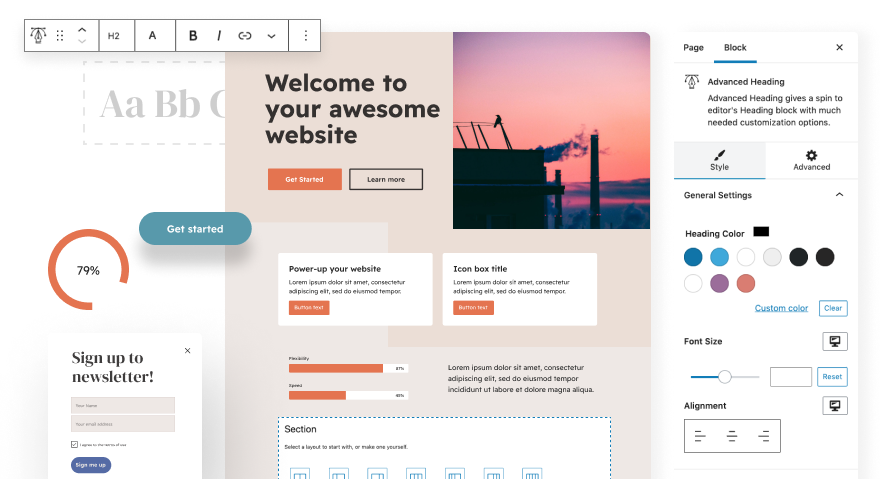 H2
A
B
I
Aa Bb C
Welcome to
your awesome
website
Get Started
Learn more
Get started
79%
Power-up your website
Lorem ipsum dolor sit amet, consectetur
adipiscing elit, sed do eiusmod tempor.
Button text
Icon box title
Lorem ipsum dolor sit amet, consectetur
adipiscing elit, sed do eiusmod tempor.
Button text
Flexibility
87%
Speed
Lorem ipsum dolor sit amet, consectetur
adipiscing elit, sed do eiusmod tempor
incididunt ut labore et dolore magna aliqua.
Section
Select a layout to start with, or make one yourself.
Sign up to
newsletter!
Your Name
Your email address
I agree to the terms of use
Sign me up
Page
Block
Advanced Heading
Advanced Heading gives a spin to
editor's Heading block with much
needed customization options.
Style
Advanced
General Settings
Heading Color
Custom color
Clear
Font Size
Reset
Alignment